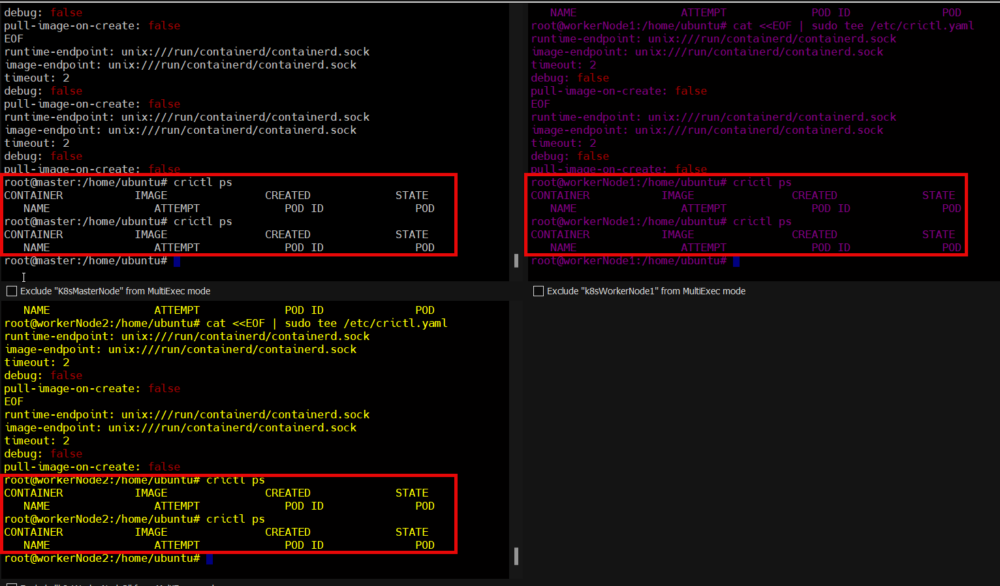 debug: false
pull-image-on-create: false
EOF
runtime-endpoint: unix:///run/containerd/containerd.sock
image-endpoint: unix:///run/containerd/containerd.sock
timeout: 2
debug: false
pull-image-on-create: false
runtime-endpoint: unix:///run/containerd/containerd.sock
image-endpoint: unix:///run/containerd/containerd.sock
timeout: 2
debug: false
pull-image-on-create: false
root@master:/home/ubuntu# crictl ps
CONTAINER IMAGE CREATED STATE
NAME ATTEMPT POD ID POD
root@master:/home/ubuntu# crictl ps
CONTAINER IMAGE CREATED STATE
NAME ATTEMPT POD ID POD
root@master:/home/ubuntu#
Exclude "K8sMasterNode" from MultiExec mode
NAME ATTEMPT POD ID POD
root@workerNode1:/home/ubuntu# cat <<EOF | sudo tee /etc/crictl.yaml
runtime-endpoint: unix:///run/containerd/containerd.sock
image-endpoint: unix:///run/containerd/containerd.sock
timeout: 2
debug: false
pull-image-on-create: false
EOF
runtime-endpoint: unix:///run/containerd/containerd.sock
image-endpoint: unix:///run/containerd/containerd.sock
timeout: 2
debug: false
pull-image-on-create: false
root@workerNode1:/home/ubuntu# crictl ps
CONTAINER IMAGE CREATED STATE
NAME ATTEMPT POD ID POD
root@workerNode1:/home/ubuntu# crictl ps
CONTAINER IMAGE CREATED STATE
NAME ATTEMPT POD ID POD
root@workerNode1:/home/ubuntu#
Exclude "k8sWorkerNode1" from MultiExec mode
NAME ATTEMPT POD ID POD
root@workerNode2:/home/ubuntu# cat <<EOF | sudo tee /etc/crictl.yaml
runtime-endpoint: unix:///run/containerd/containerd.sock
image-endpoint: unix:///run/containerd/containerd.sock
timeout: 2
debug: false
pull-image-on-create: false
EOF
runtime-endpoint: unix:///run/containerd/containerd.sock
image-endpoint: unix:///run/containerd/containerd.sock
timeout: 2
debug: false
pull-image-on-create: false
root@workerNode2:/home/ubuntu# crictl ps
CONTAINER IMAGE CREATED STATE
NAME ATTEMPT POD ID POD
root@workerNode2:/home/ubuntu# crictl ps
CONTAINER IMAGE CREATED STATE
NAME ATTEMPT POD ID POD
root@workerNode2:/home/ubuntu#